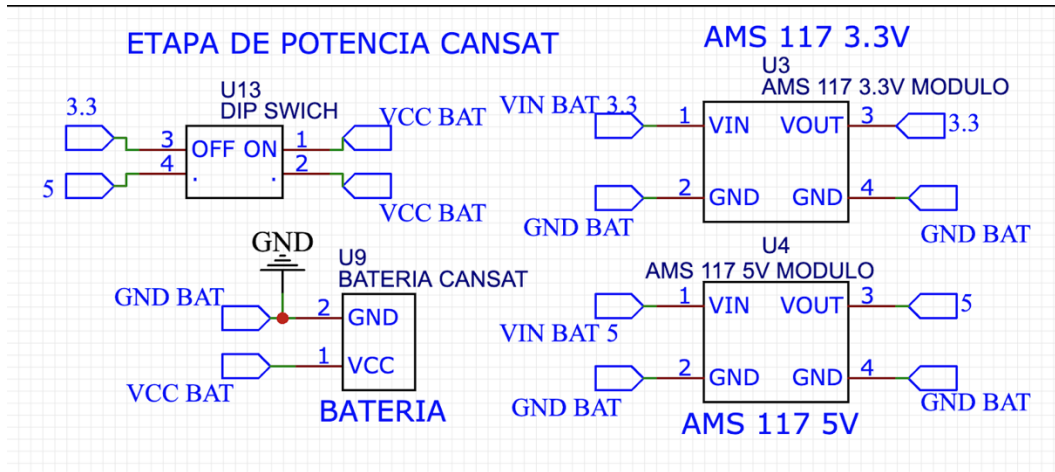 ETAPA DE POTENCIA CANSAT
U13
DIP SWICH
3.3
5
3
4
OFF ON
.
.
1
2
VCC BAT
VCC BAT
GND
GND BAT
VCC BAT
U9
BATERIA CANSAT
2
1
GND
VCC
BATERIA
AMS 117 3.3V
U3
AMS 117 3.3V MODULO
VIN BAT 3.3
1
VIN
VOUT
3
3.3
2
GND
GND
4
GND BAT
GND BAT
U4
AMS 117 5V MODULO
1
VIN
VOUT
3
5
VIN BAT 5
2
GND
GND
4
GND BAT
GND BAT
AMS 117 5V